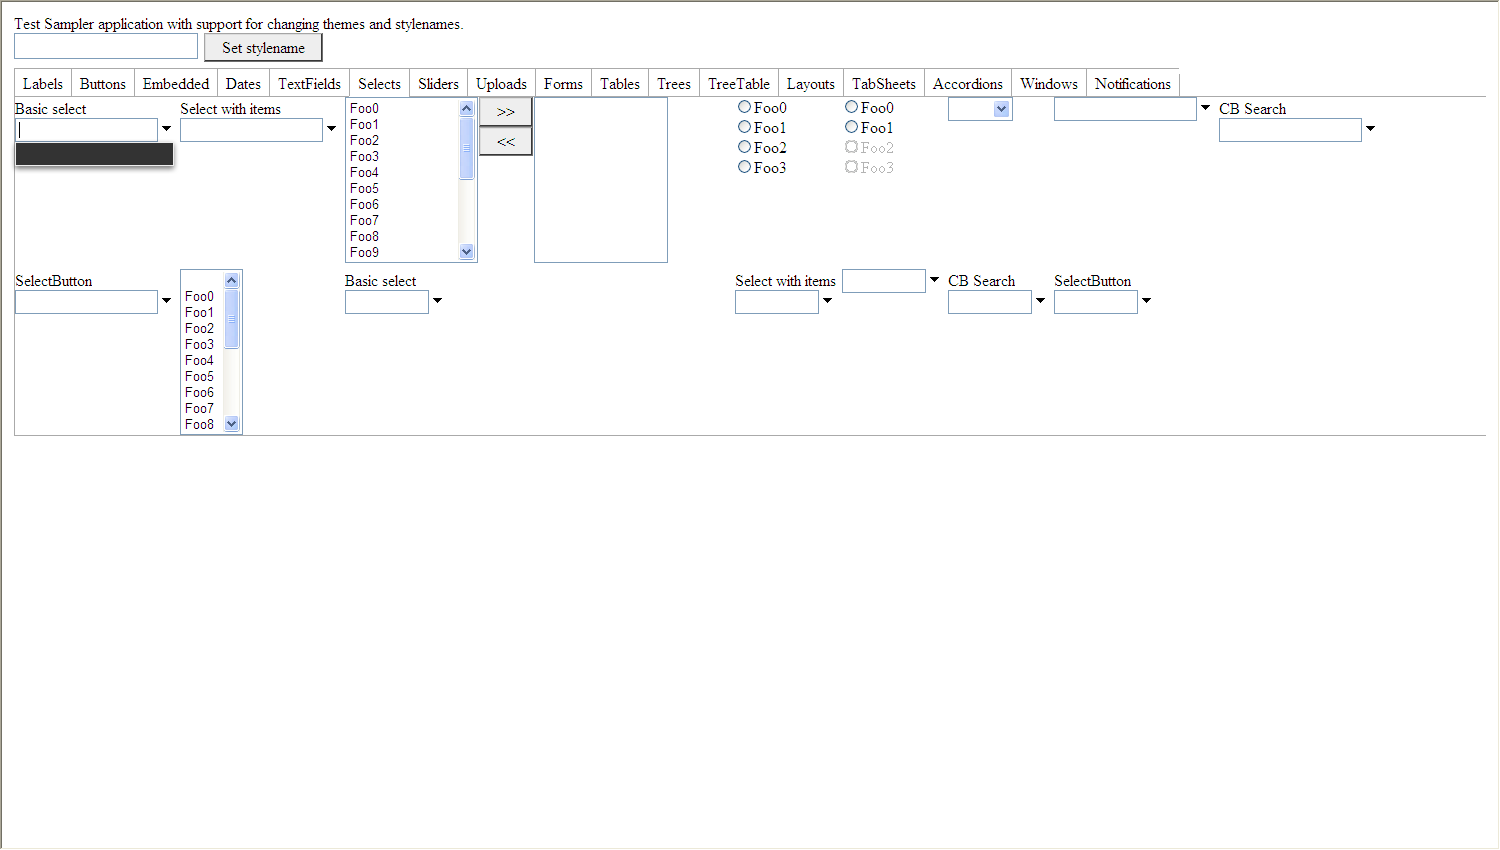 Test Sampler application with support for changing themes and stylenames.
Set stylename
Labels Buttons Embedded Dates TextFields Selects Sliders Uploads Forms Tables Trees TreeTable Layouts TabSheets Accordions Windows Notifications
Basic select
Select with items
Foo0
Foo1
Foo2
Foo3
Foo4
Foo5
Foo6
Foo7
Foo8
Foo9
>>
<<
Foo0
Foo1
Foo2
Foo3
Foo0
Foo1
Foo2
Foo3
CB Search
SelectButton
Foo0
Foo1
Foo2
Foo3
Foo4
Foo5
Foo6
Foo7
Foo8
Basic select
Select with items
CB Search
SelectButton